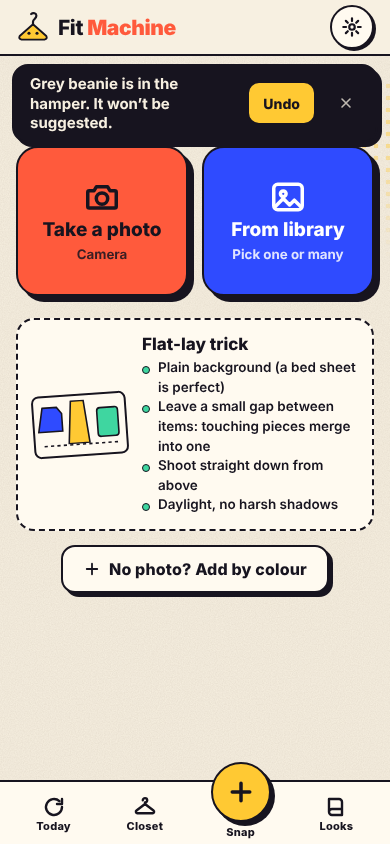 Fit Machine
Grey beanie is in the
hamper. It won’t be
suggested.
Undo
Take a photo
Camera
From library
Pick one or many
Flat-lay trick
Plain background (a bed sheet
is perfect)
Leave a small gap between
items: touching pieces merge
into one
Shoot straight down from
above
Daylight, no harsh shadows
No photo? Add by colour
Today
Closet
Snap
Looks